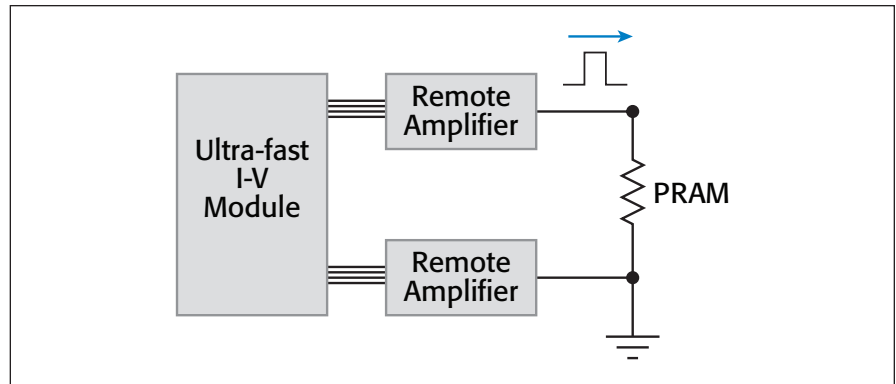 Remote
Amplifier
Ultra-fast
I-V
Module
PRAM
Remote
Amplifier